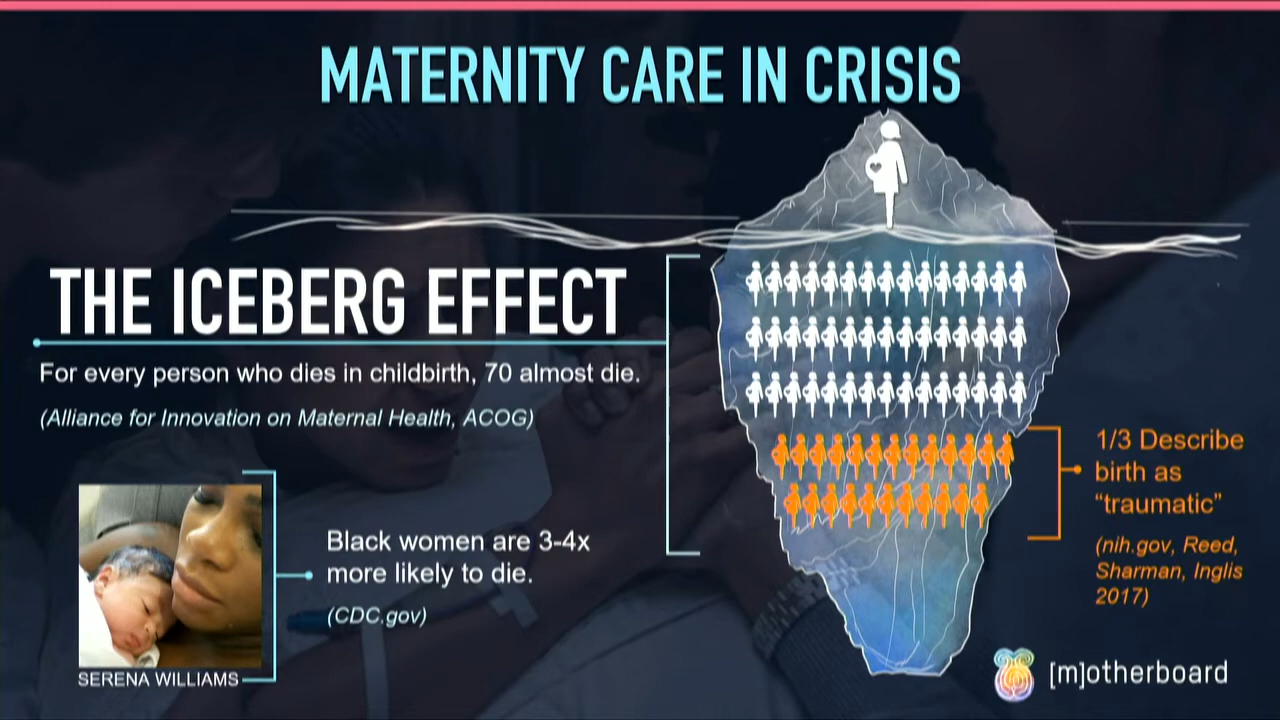 MATERNITY CARE IN CRISIS
THE ICEBERG EFFECT
For every person who dies in childbirth, 70 almost die.
(Alliance for Innovation on Maternal Health, ACOG)
Black women are 3-4x
more likely to die.
(CDC.gov)
SERENA WILLIAMS
1/3 Describe
birth as
“traumatic”
(nih.gov, Reed,
Sharman, Inglis
2017)
[m]otherboard